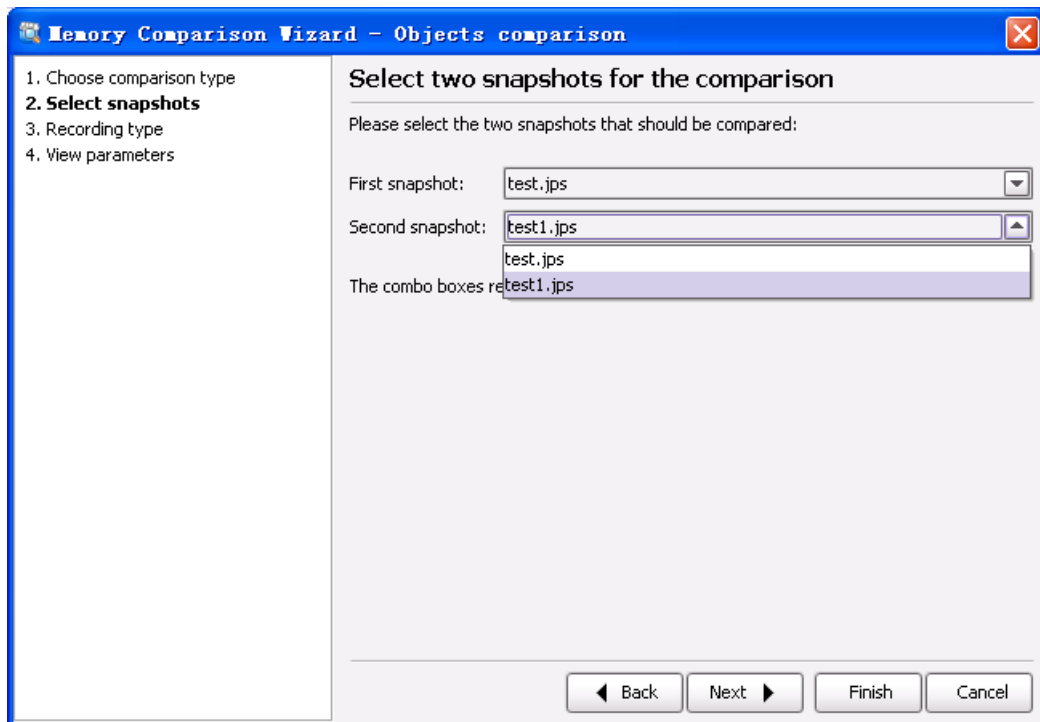 Memory Comparison Wizard - Objects comparison
1. Choose comparison type
2. Select snapshots
3. Recording type
4. View parameters
Select two snapshots for the comparison
Please select the two snapshots that should be compared:
First snapshot: test.jps
Second snapshot: test1.jps
test.jps
The combo boxes re
test1.jps
Back Next Finish Cancel